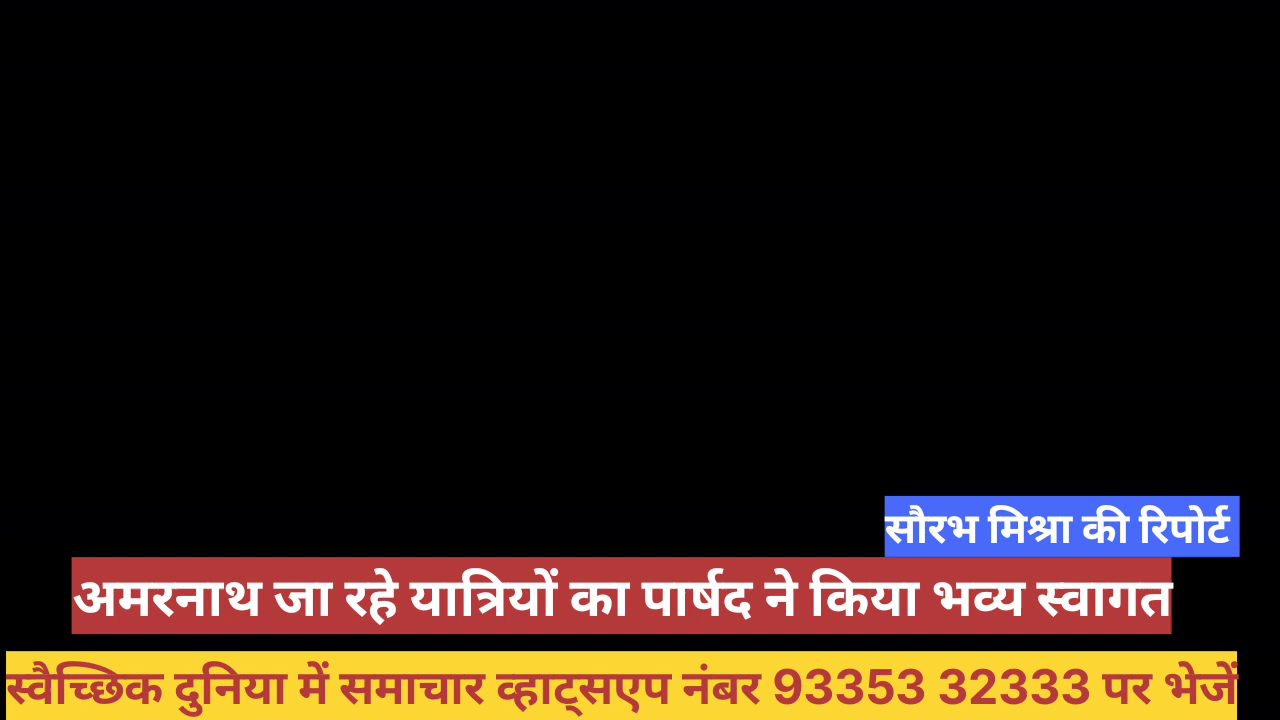 सौरभ मिश्रा की रिपोर्ट
अमरनाथ जा रहे यात्रियों का पार्षद ने किया भव्य स्वागत
स्वैच्छिक दुनिया में समाचार व्हाट्सएप नंबर 93353 32333 पर भेजें